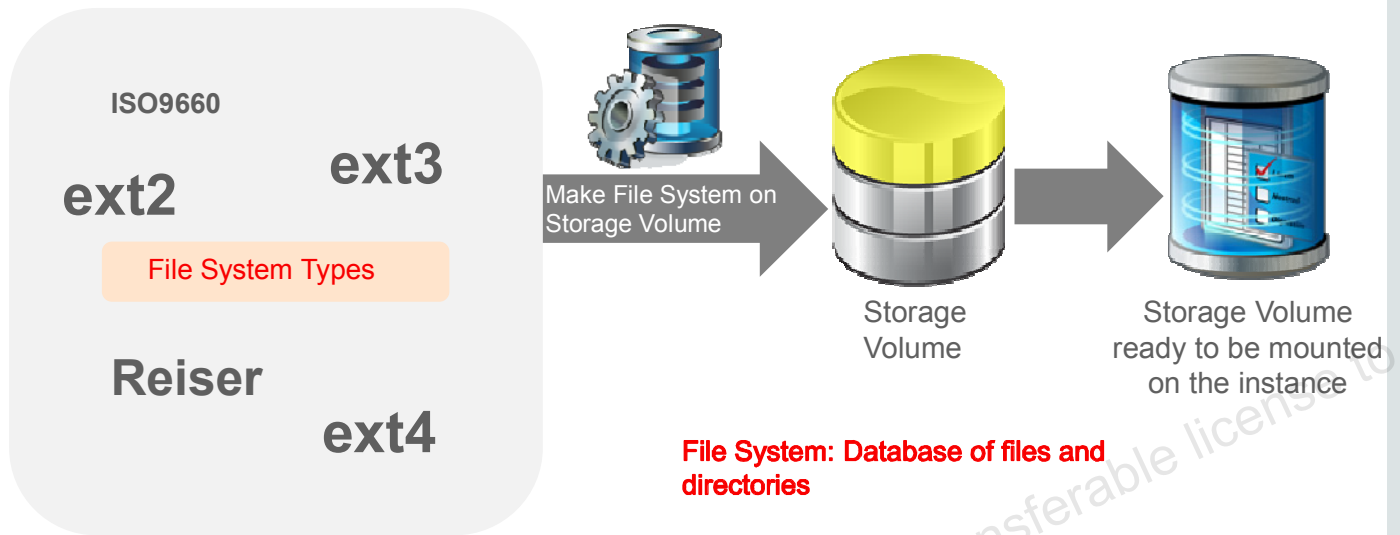 ISO9660
ext3
ext2
File System Types
Reiser
ext4
Make File System on
Storage Volume
Storage
Volume
Storage Volume
ready to be mounted
on the instance
File System: Database of files and
directories
nsferable license to